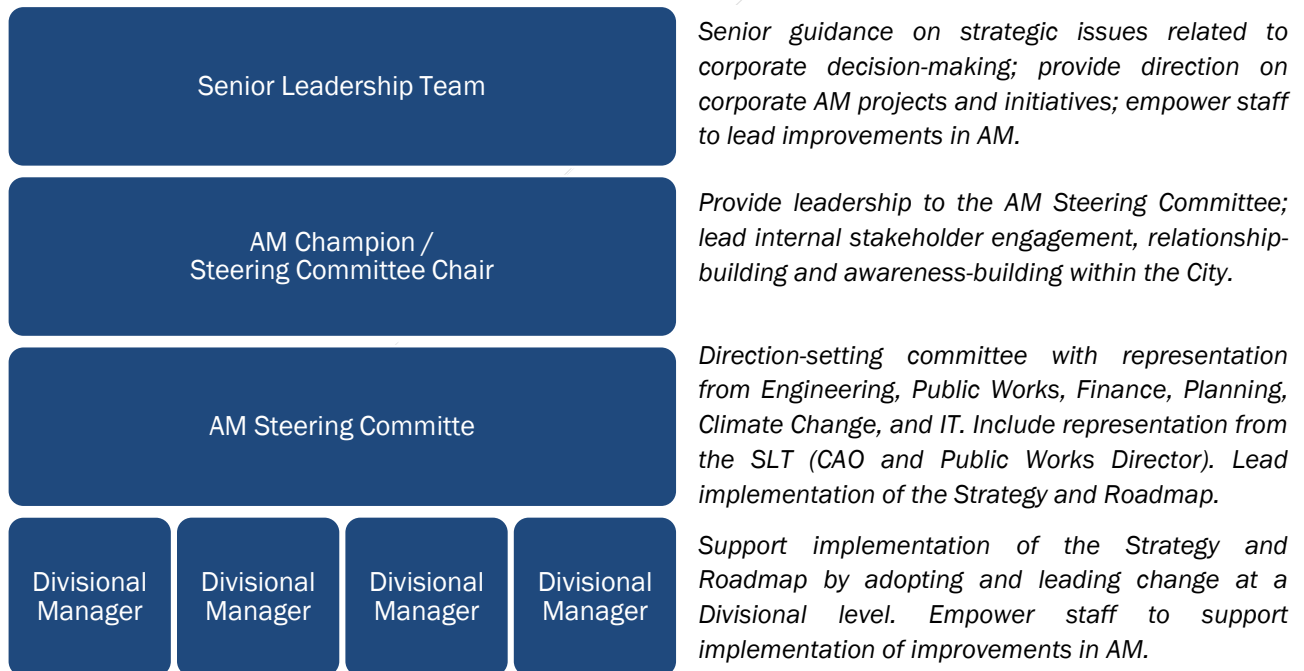 Senior Leadership Team
Senior guidance on strategic issues related to
corporate decision-making; provide direction on
corporate AM projects and initiatives; empower staff
to lead improvements in AM.
AM Champion /
Steering Committee Chair
Provide leadership to the AM Steering Committee;
lead internal stakeholder engagement, relationship-
building and awareness-building within the City.
AM Steering Committe
Direction-setting committee with representation
from Engineering, Public Works, Finance, Planning,
Climate Change, and IT. Include representation from
the SLT (CAO and Public Works Director). Lead
implementation of the Strategy and Roadmap.
Divisional
Manager
Divisional
Manager
Divisional
Manager
Divisional
Manager
Support implementation of the Strategy and
Roadmap by adopting and leading change at a
Divisional level. Empower staff to support
implementation of improvements in AM.